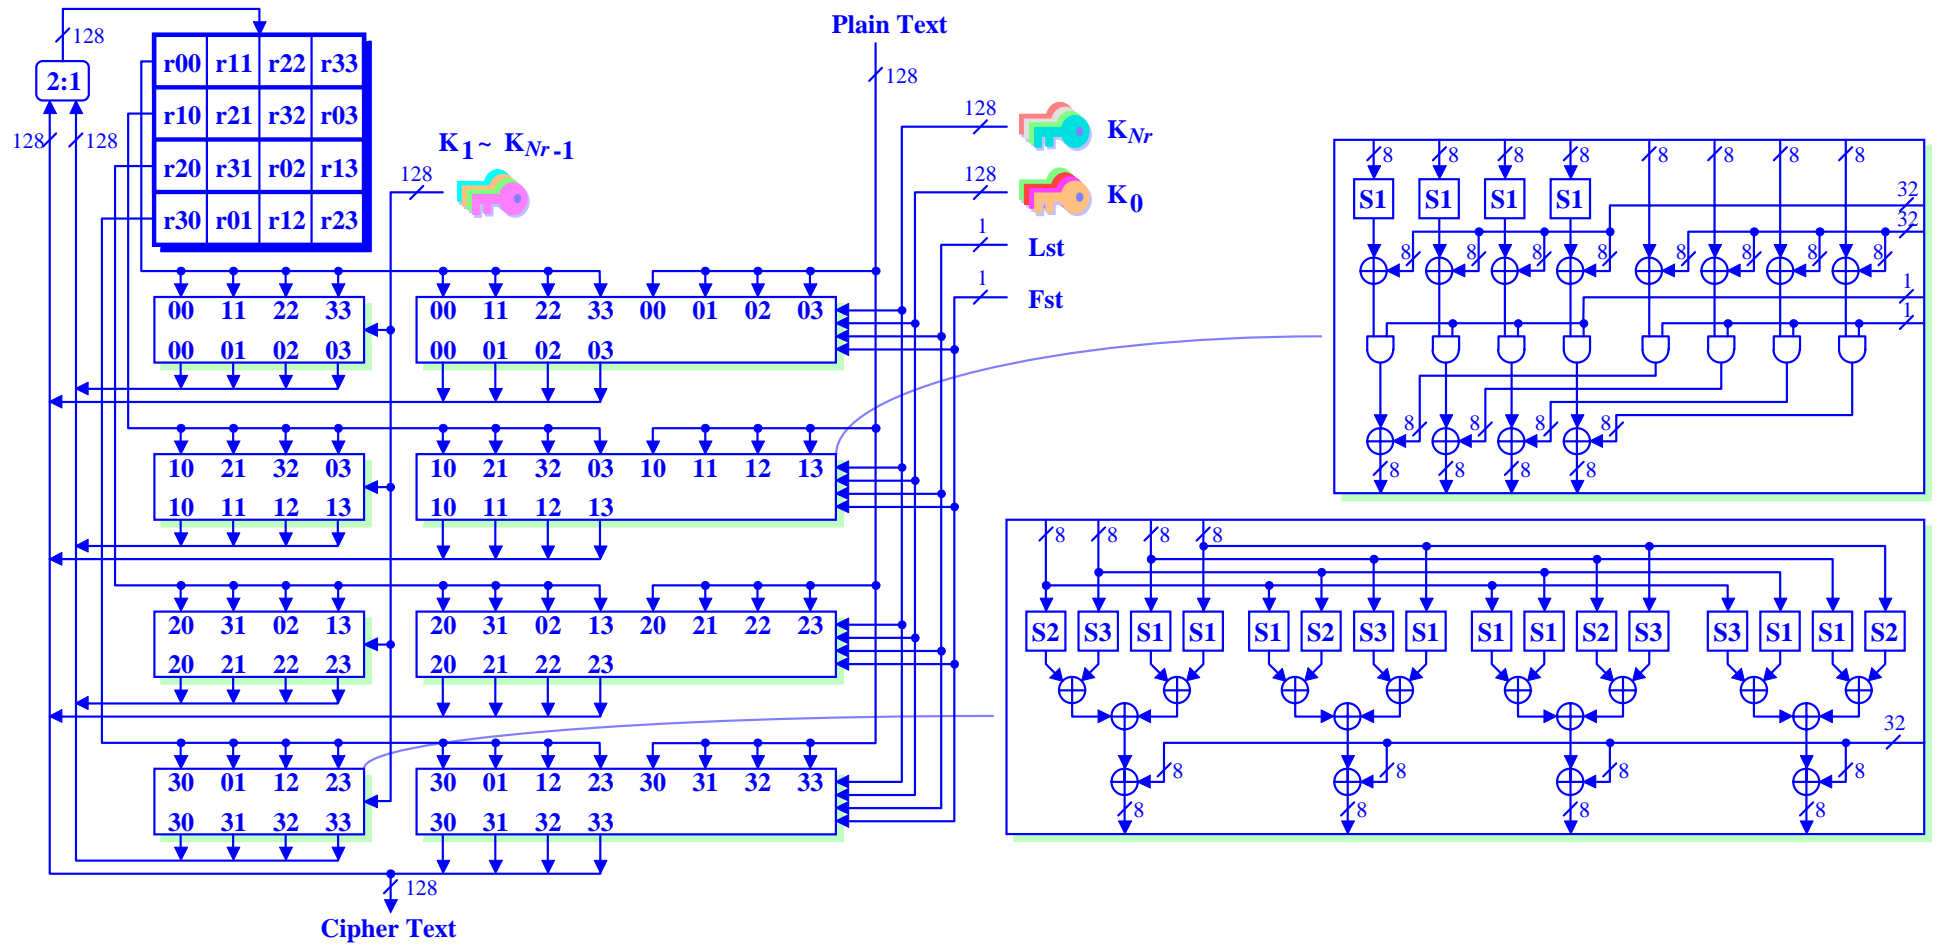 Plain Text
128
2:1
128
128
r00 r11 r22 r33
r10 r21 r32 r03
r20 r31 r02 r13
r30 r01 r12 r23
K1 ~ KNr-1
128
128
128 KNr
128 K0
1 Lst
1 Fst
00 11 22 33
00 01 02 03
00 11 22 33 00 01 02 03
00 01 02 03
10 21 32 03
10 11 12 13
10 21 32 03 10 11 12 13
10 11 12 13
20 31 02 13
20 21 22 23
20 31 02 13 20 21 22 23
20 21 22 23
30 01 12 23
30 31 32 33
30 01 12 23 30 31 32 33
30 31 32 33
128
Cipher Text
8 8 8 8 8 8 8 8
S1 S1 S1 S1
32
32
8 8 8 8 8 8 8 8
1
1
8 8 8 8
8 8 8 8
8 8 8 8
S2 S3 S1 S1 S1 S2 S3 S1 S1 S1 S2 S3 S3 S1 S1 S2
32
8 8 8 8
8 8 8 8